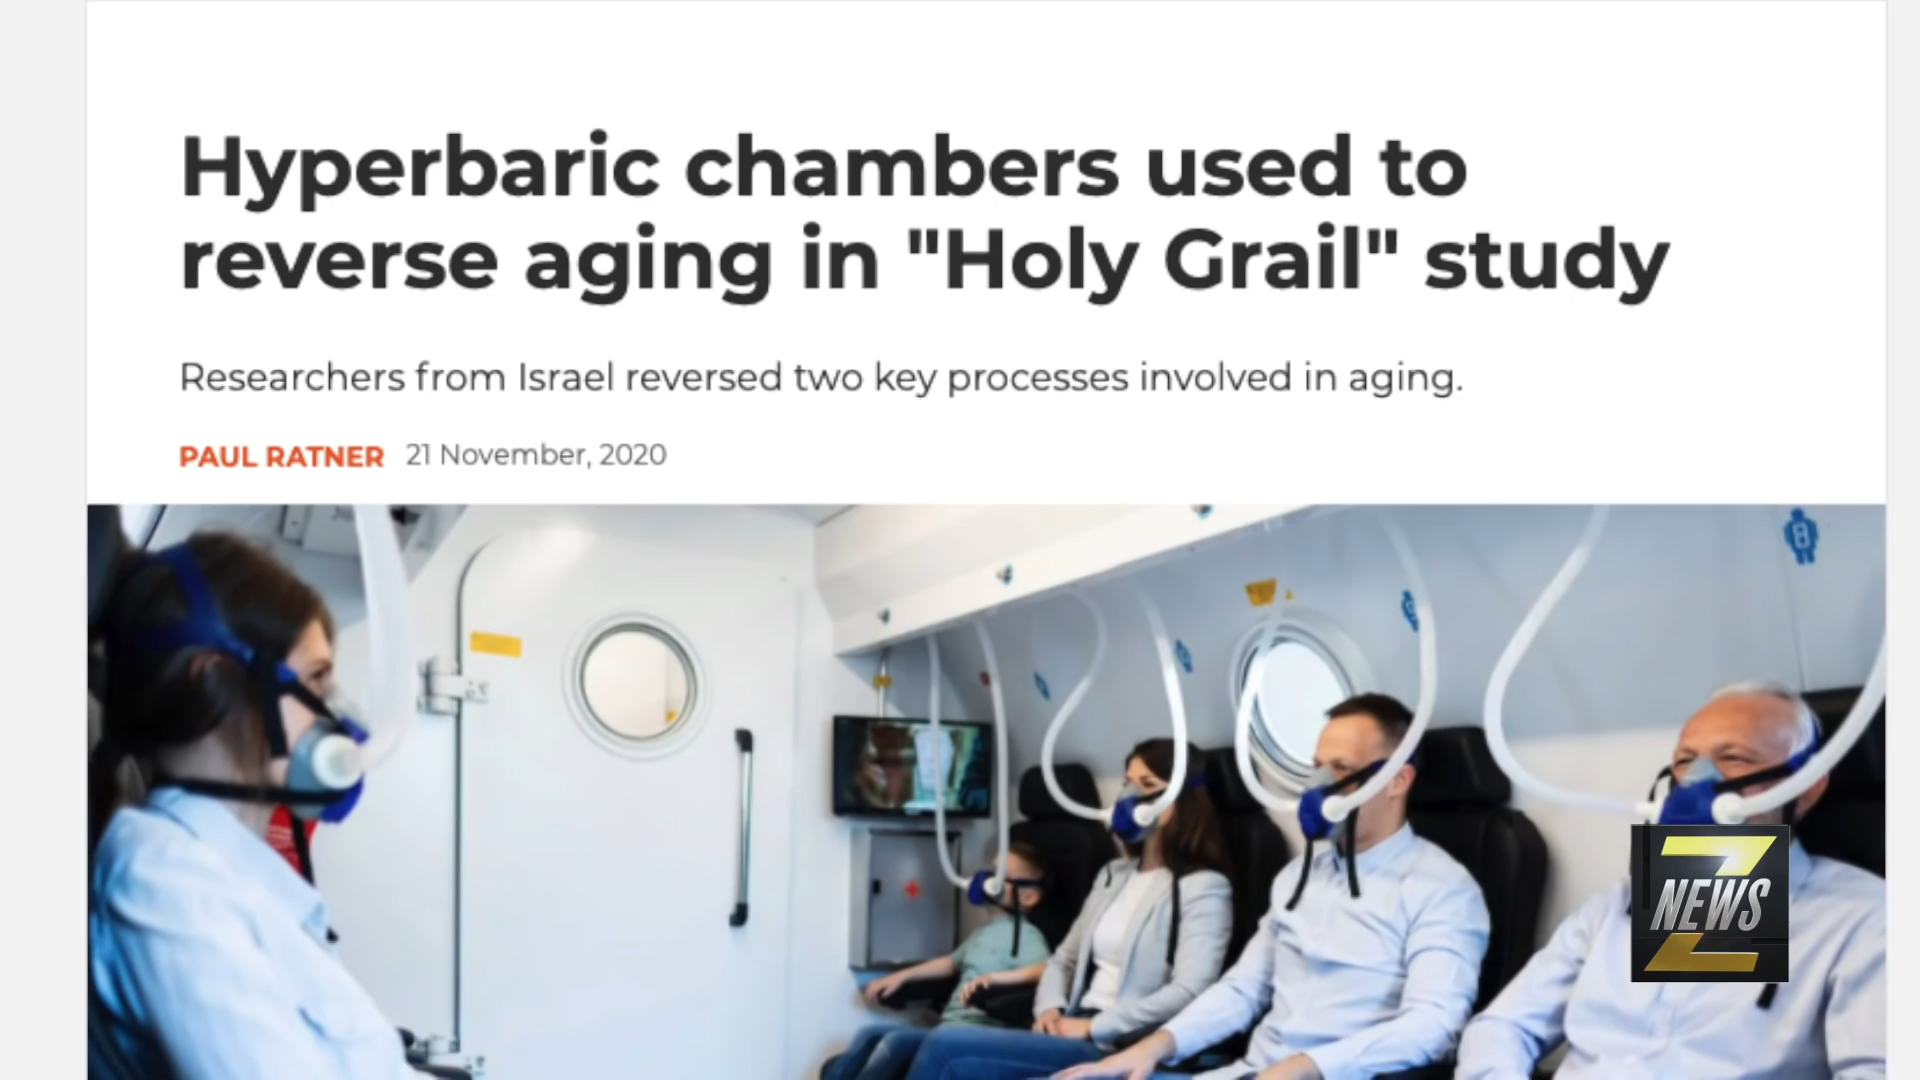 Hyperbaric chambers used to
reverse aging in "Holy Grail" study
Researchers from Israel reversed two key processes involved in aging.
PAUL RATNER 21 November, 2020
Z
NEWS